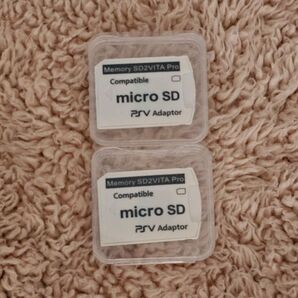 Memory SD2VITA Pro
Compatible
micro SD
PSV Adaptor
Memory SD2VITA Pro
Compatible
micro SD
PSV Adaptor